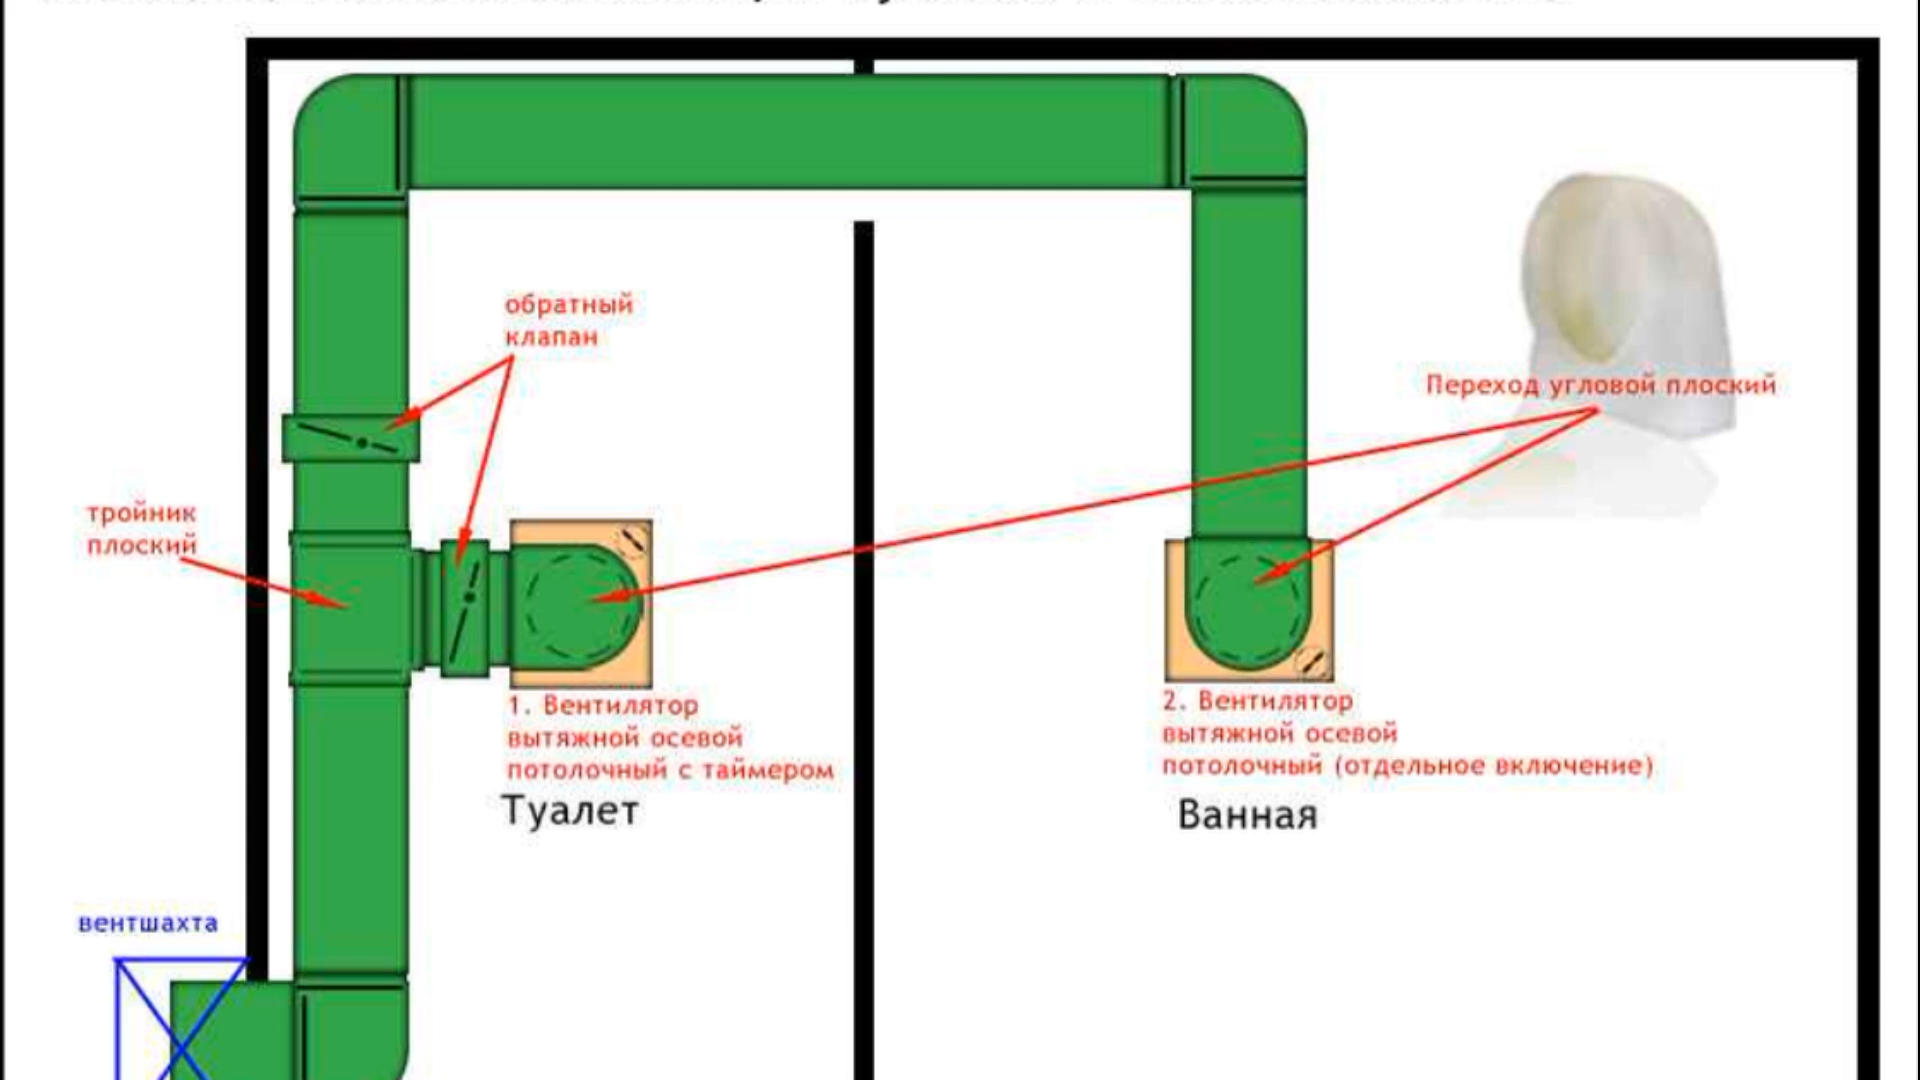 обратный
клапан
Переход угловой плоский
тройник
плоский
1. Вентилятор
вытяжной осевой
потолочный с таймером
Туалет
2. Вентилятор
вытяжной осевой
потолочный (отдельное включение)
Ванная
вентшахта